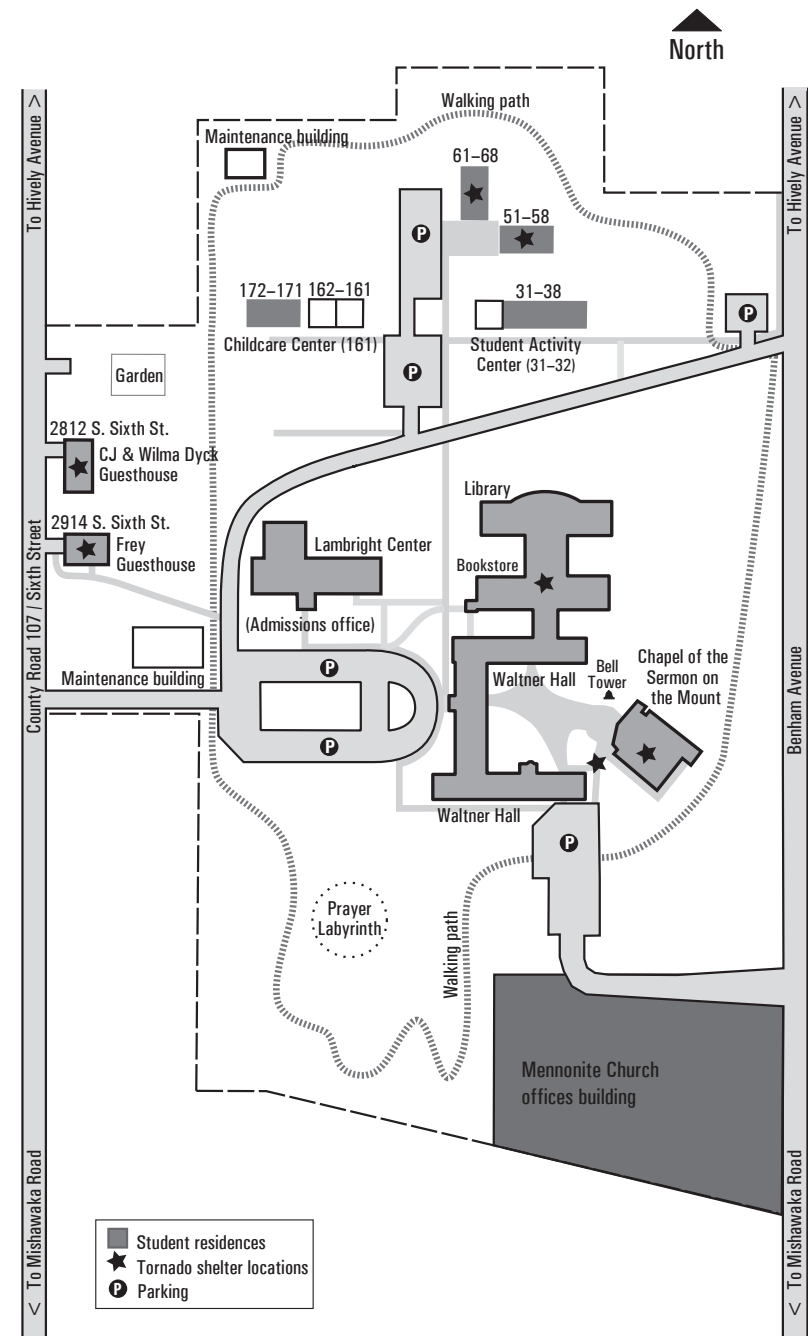 North
To Hively Avenue >
To Hively Avenue >
Walking path
Maintenance building
61–68
51–58
P
172–171
162–161
31–38
P
Childcare Center (161)
Student Activity
Center (31–32)
P
Garden
2812 S. Sixth St.
CJ & Wilma Dyck
Guesthouse
Library
2914 S. Sixth St.
Frey
Guesthouse
Lambright Center
Bookstore
(Admissions office)
County Road 107 / Sixth Street
Benham Avenue
Maintenance building
P
Waltner Hall
Bell
Tower
Chapel of the
Sermon on
the Mount
P
Waltner Hall
P
Prayer
Labyrinth
Walking path
Mennonite Church
offices building
< To Mishawaka Road
< To Mishawaka Road
Student residences
Tornado shelter locations
P Parking